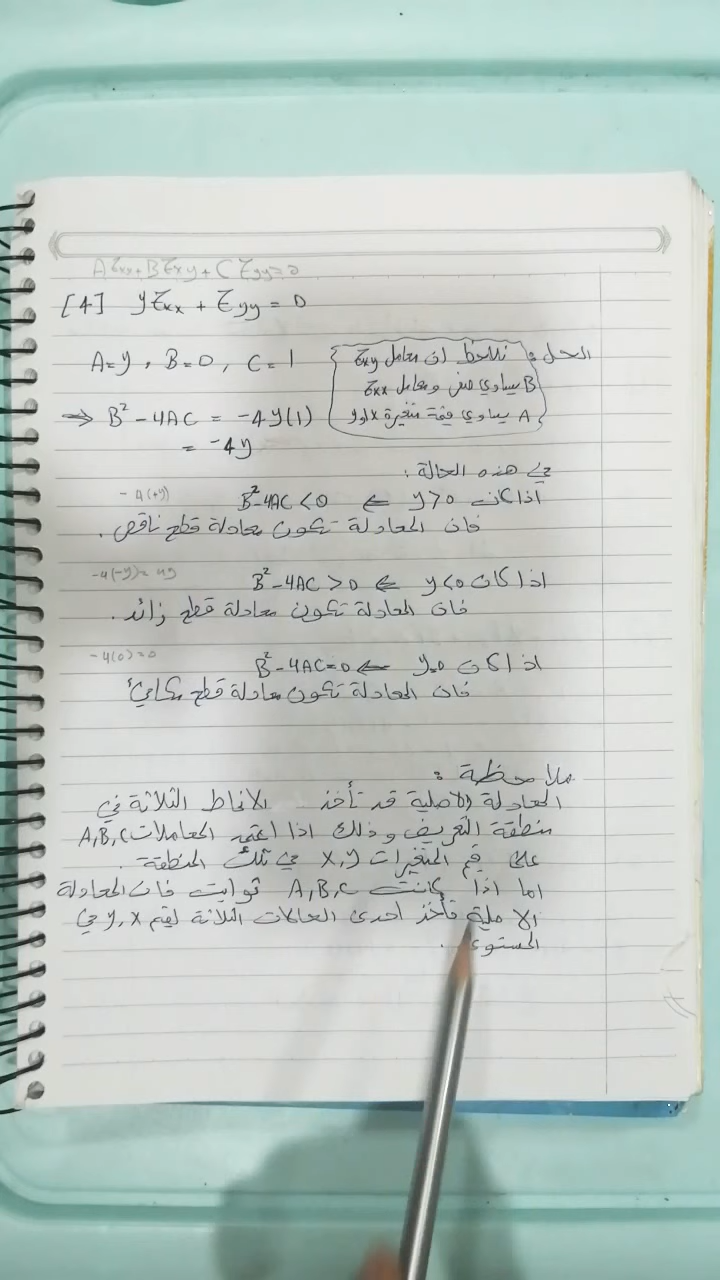 A Zxx + B Zxy + C Zyy = 0
[4] y Zxx + Zyy = 0
الحل: نلاحظ ان معامل Zxy
A = y , B = 0 , C = 1
B يساوي صفر ومعامل Zxx
A يساوي قيمة متغيرة x او y
⇒ B² - 4AC = -4y(1)
= -4y
في هذه الحالة :
اذا كانت y > 0 ⇐ B² - 4AC < 0 -4(+y)
فان المعادلة تكون معادلة قطع ناقص .
اذا كان y < 0 ⇐ B² - 4AC > 0 -4(-y) = 4y
فان المعادلة تكون معادلة قطع زائد .
اذا كان y = 0 ⇐ B² - 4AC = 0 -4(0) = 0
فان المعادلة تكون معادلة قطع مكافئ
ملاحظة :
المعادلة الاصلية قد تأخذ الانماط الثلاثة في
منطقة التعريف وذلك اذا اعتمد المعاملات A, B, C
على قيم المتغيرات x, y في تلك المنطقة .
اما اذا كانت A, B, C ثوابت فان المعادلة
الاصلية تأخذ احدى الحالات الثلاثة لقيم y, x في
المستوي .